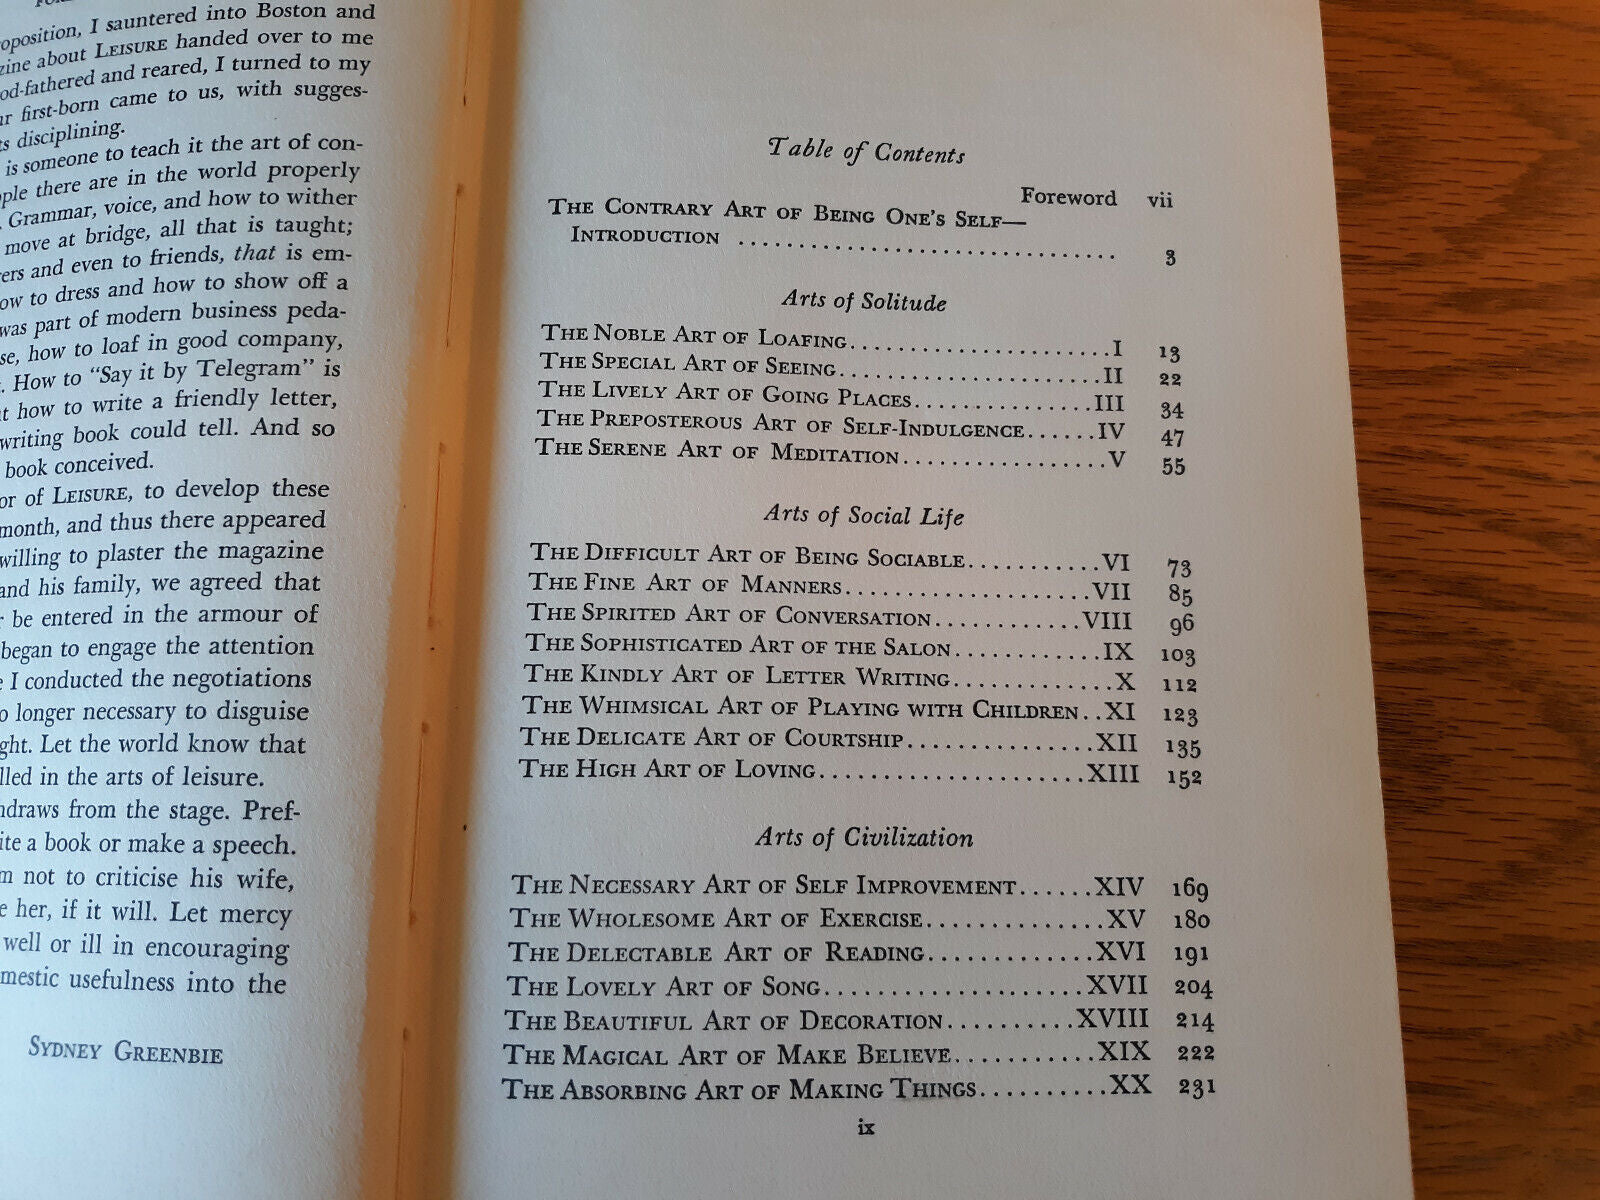 oposition, I sauntered into Boston and
zine about LEISURE handed over to me
od-fathered and reared, I turned to my
ur first-born came to us, with sugges-
ts disciplining.
is someone to teach it the art of con-
ople there are in the world properly
. Grammar, voice, and how to wither
move at bridge, all that is taught;
ers and even to friends, that is em-
ow to dress and how to show off a
was part of modern business peda-
se, how to loaf in good company,
. How to "Say it by Telegram" is
t how to write a friendly letter,
writing book could tell. And so
book conceived.
or of LEISURE, to develop these
month, and thus there appeared
willing to plaster the magazine
and his family, we agreed that
r be entered in the armour of
began to engage the attention
e I conducted the negotiations
o longer necessary to disguise
ght. Let the world know that
lled in the arts of leisure.
hdraws from the stage. Pref-
ite a book or make a speech.
m not to criticise his wife,
e her, if it will. Let mercy
well or ill in encouraging
mestic usefulness into the
SYDNEY GREENBIE
Table of Contents
Foreword vii
THE CONTRARY ART OF BEING ONE'S SELF—
INTRODUCTION ................................ 3
Arts of Solitude
THE NOBLE ART OF LOAFING......................I 13
THE SPECIAL ART OF SEEING......................II 22
THE LIVELY ART OF GOING PLACES...............III 34
THE PREPOSTEROUS ART OF SELF-INDULGENCE......IV 47
THE SERENE ART OF MEDITATION.................V 55
Arts of Social Life
THE DIFFICULT ART OF BEING SOCIABLE...........VI 73
THE FINE ART OF MANNERS.....................VII 85
THE SPIRITED ART OF CONVERSATION............VIII 96
THE SOPHISTICATED ART OF THE SALON............IX 103
THE KINDLY ART OF LETTER WRITING.............X 112
THE WHIMSICAL ART OF PLAYING WITH CHILDREN..XI 123
THE DELICATE ART OF COURTSHIP................XII 135
THE HIGH ART OF LOVING......................XIII 152
Arts of Civilization
THE NECESSARY ART OF SELF IMPROVEMENT......XIV 169
THE WHOLESOME ART OF EXERCISE...............XV 180
THE DELECTABLE ART OF READING..............XVI 191
THE LOVELY ART OF SONG.....................XVII 204
THE BEAUTIFUL ART OF DECORATION...........XVIII 214
THE MAGICAL ART OF MAKE BELIEVE............XIX 222
THE ABSORBING ART OF MAKING THINGS...........XX 231
ix